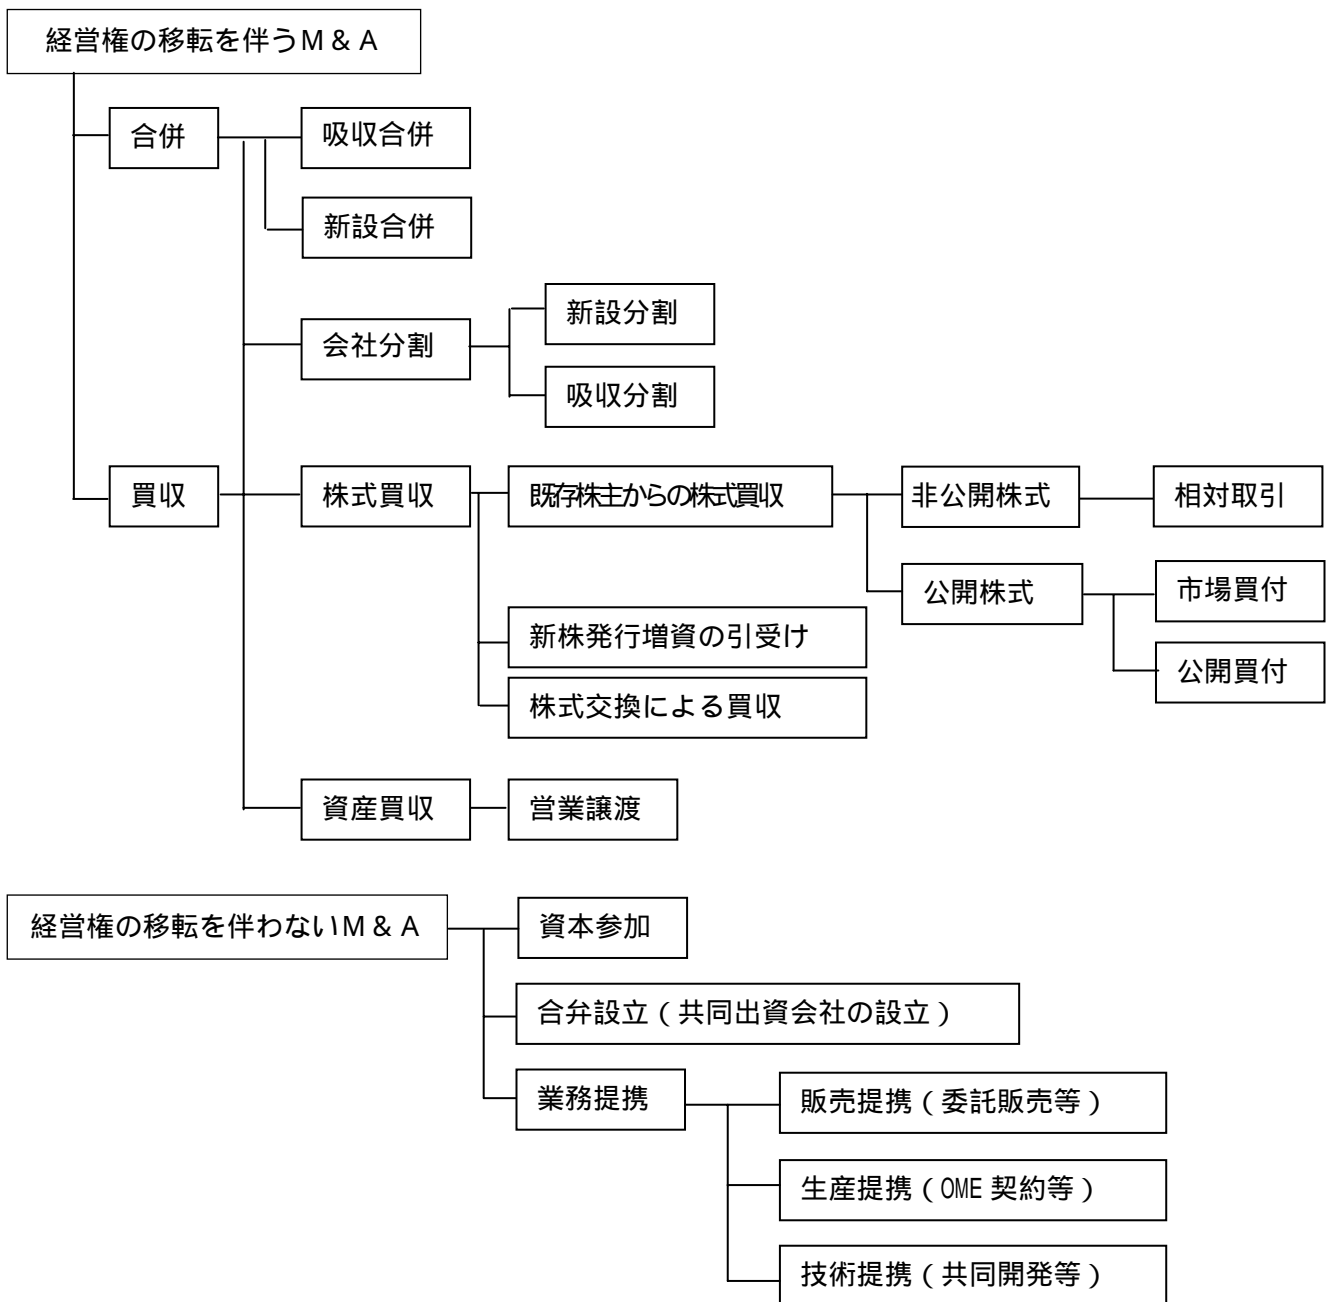 経営権の移転を伴うM & A
合併
吸収合併
新設合併
会社分割
新設分割
吸収分割
買収
株式買収
既存株主からの株式買収
非公開株式
相対取引
公開株式
市場買付
公開買付
新株発行増資の引受け
株式交換による買収
資産買収
営業譲渡
経営権の移転を伴わないM & A
資本参加
合弁設立（共同出資会社の設立）
業務提携
販売提携（委託販売等）
生産提携（OME 契約等）
技術提携（共同開発等）